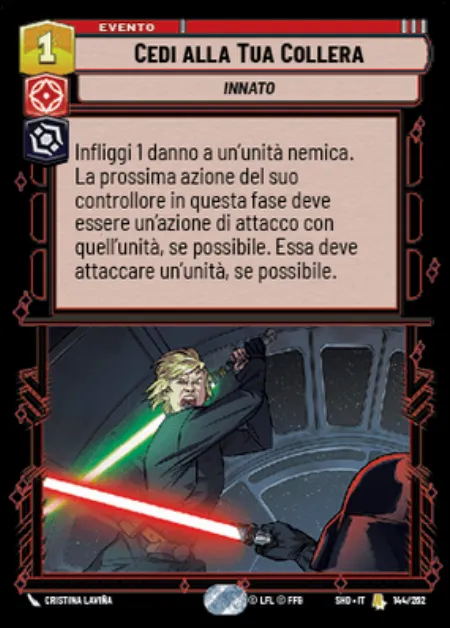 EVENTO
1
CEDI ALLA TUA COLLERA
INNATO
Infliggi 1 danno a un'unità nemica.
La prossima azione del suo
controllore in questa fase deve
essere un'azione di attacco con
quell'unità, se possibile. Essa deve
attaccare un'unità, se possibile.
CRISTINA LAVIÑA
© LFL © FFG
SHD • IT
144/262